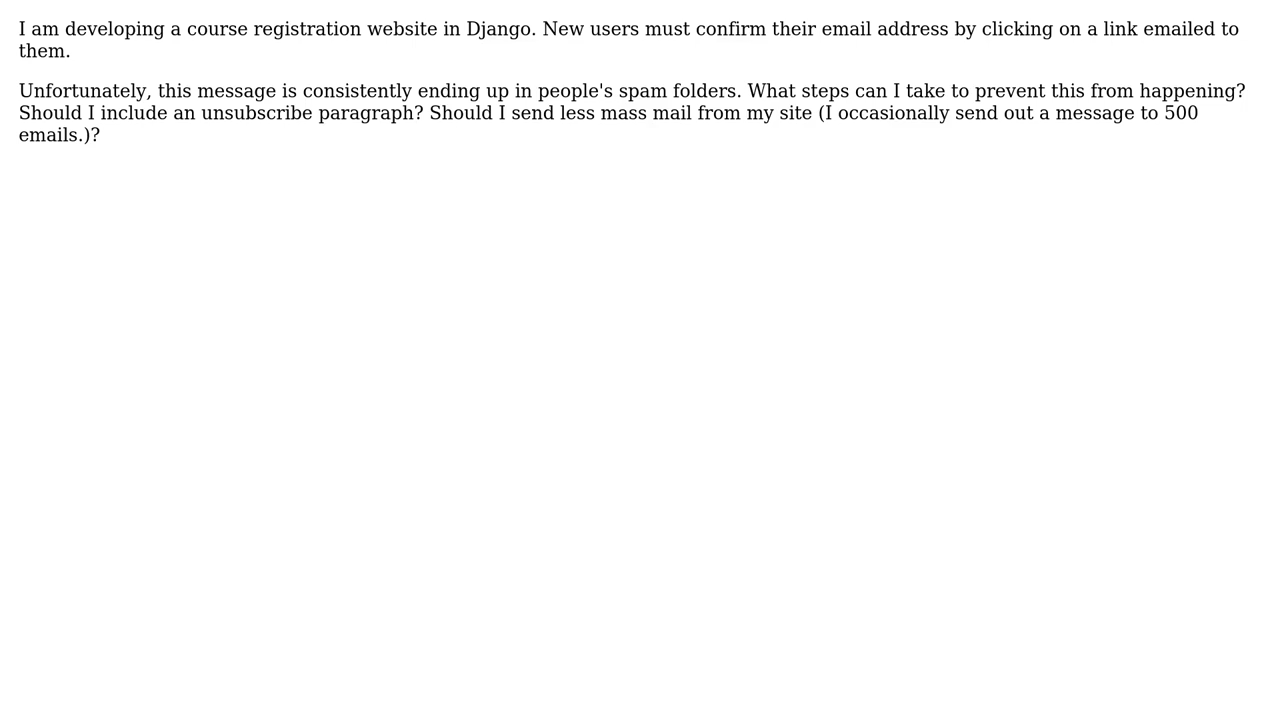 I am developing a course registration website in Django. New users must confirm their email address by clicking on a link emailed to
them.
Unfortunately, this message is consistently ending up in people's spam folders. What steps can I take to prevent this from happening?
Should I include an unsubscribe paragraph? Should I send less mass mail from my site (I occasionally send out a message to 500
emails.)?